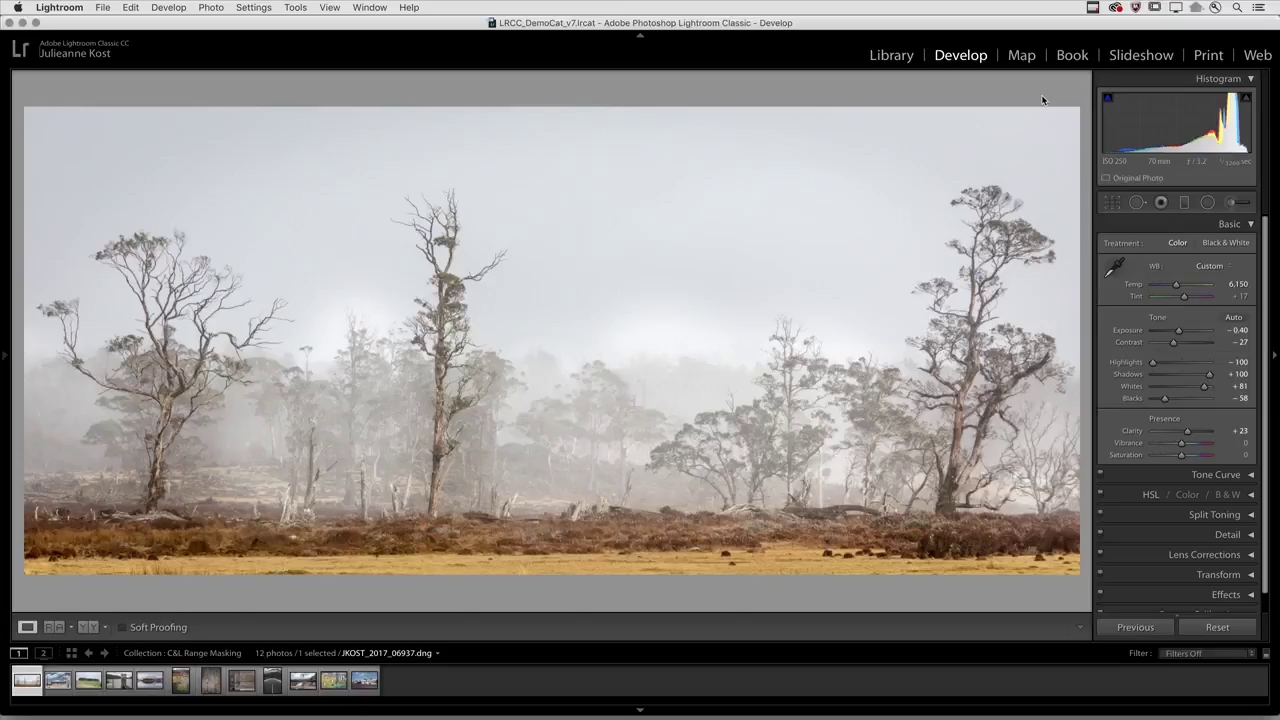 Lightroom File Edit Develop Photo Settings Tools View Window Help
LRCC_DemoCat_v7.lrcat - Adobe Photoshop Lightroom Classic - Develop
Lr
Adobe Lightroom Classic CC
Julieanne Kost
Library | Develop | Map | Book | Slideshow | Print | Web
Histogram
ISO 250 70 mm f / 3.2 1/1250 sec
Original Photo
Basic
Treatment : Color Black & White
WB : Custom
Temp 6,150
Tint + 17
Tone Auto
Exposure – 0.40
Contrast – 27
Highlights – 100
Shadows + 100
Whites + 81
Blacks – 58
Presence
Clarity + 23
Vibrance 0
Saturation 0
Tone Curve
HSL / Color / B & W
Split Toning
Detail
Lens Corrections
Transform
Effects
Soft Proofing
Previous Reset
1 2 Collection : C&L Range Masking 12 photos / 1 selected / JKOST_2017_06937.dng
Filter : Filters Off